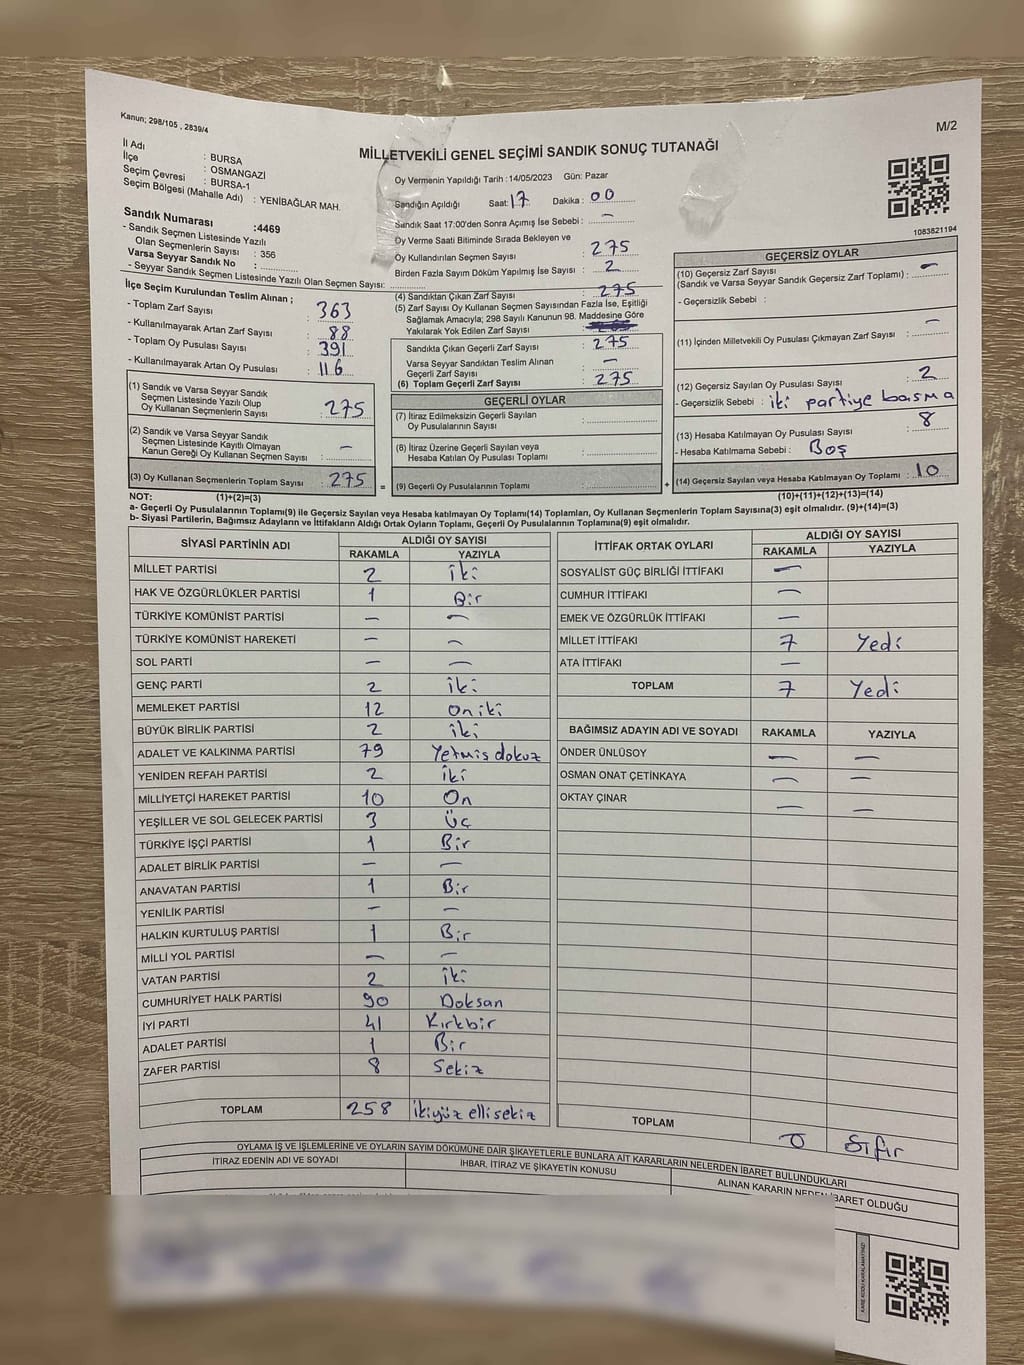 Kanun; 298/105 , 2839/4
M/2
MİLLETVEKİLİ GENEL SEÇİMİ SANDIK SONUÇ TUTANAĞI
İl Adı : BURSA
İlçe : OSMANGAZİ
Seçim Çevresi : BURSA-1
Seçim Bölgesi (Mahalle Adı) : YENİBAĞLAR MAH.
Sandık Numarası :4469
- Sandık Seçmen Listesinde Yazılı
Olan Seçmenlerin Sayısı : 356
Varsa Seyyar Sandık No :
- Seyyar Sandık Seçmen Listesinde Yazılı Olan Seçmen Sayısı:
Oy Vermenin Yapıldığı Tarih :14/05/2023 Gün: Pazar
Sandığın Açıldığı Saat: 17 Dakika : 00
Sandık Saat 17:00'den Sonra Açımış İse Sebebi : —
Oy Verme Saati Bitiminde Sırada Bekleyen ve
Oy Kullandırılan Seçmen Sayısı : 275
Birden Fazla Sayım Döküm Yapılmış İse Sayısı : 2
1083821194
İlçe Seçim Kurulundan Teslim Alınan ;
- Toplam Zarf Sayısı : 363
- Kullanılmayarak Artan Zarf Sayısı : 88
- Toplam Oy Pusulası Sayısı : 391
- Kullanılmayarak Artan Oy Pusulası : 116
(1) Sandık ve Varsa Seyyar Sandık
Seçmen Listesinde Yazılı Olup
Oy Kullanan Seçmenlerin Sayısı : 275
(2) Sandık ve Varsa Seyyar Sandık
Seçmen Listesinde Kayıtlı Olmayan
Kanun Gereği Oy Kullanan Seçmen Sayısı : —
(3) Oy Kullanan Seçmenlerin Toplam Sayısı : 275
(4) Sandıktan Çıkan Zarf Sayısı : 275
(5) Zarf Sayısı Oy Kullanan Seçmen Sayısından Fazla İse, Eşitliği
Sağlamak Amacıyla; 298 Sayılı Kanunun 98. Maddesine Göre
Yakılarak Yok Edilen Zarf Sayısı :
Sandıkta Çıkan Geçerli Zarf Sayısı : 275
Varsa Seyyar Sandıktan Teslim Alınan
Geçerli Zarf Sayısı : —
(6) Toplam Geçerli Zarf Sayısı : 275
GEÇERLİ OYLAR
(7) İtiraz Edilmeksizin Geçerli Sayılan
Oy Pusulalarının Sayısı :
(8) İtiraz Üzerine Geçerli Sayılan veya
Hesaba Katılan Oy Pusulası Toplamı :
= (9) Geçerli Oy Pusulalarının Toplamı : +
GEÇERSİZ OYLAR
(10) Geçersiz Zarf Sayısı
(Sandık ve Varsa Seyyar Sandık Geçersiz Zarf Toplamı) : —
- Geçersizlik Sebebi :
(11) İçinden Milletvekili Oy Pusulası Çıkmayan Zarf Sayısı : —
(12) Geçersiz Sayılan Oy Pusulası Sayısı : 2
- Geçersizlik Sebebi : iki partiye basma
(13) Hesaba Katılmayan Oy Pusulası Sayısı : 8
- Hesaba Katılmama Sebebi : Boş
(14) Geçersiz Sayılan veya Hesaba Katılmayan Oy Toplamı : 10
NOT: (1)+(2)=(3)
(10)+(11)+(12)+(13)=(14)
a- Geçerli Oy Pusulalarının Toplamı(9) ile Geçersiz Sayılan veya Hesaba Katılmayan Oy Toplamı(14) Toplamları, Oy Kullanan Seçmenlerin Toplam Sayısına(3) eşit olmalıdır. (9)+(14)=(3)
b- Siyasi Partilerin, Bağımsız Adayların ve İttifakların Aldığı Ortak Oyların Toplamı, Geçerli Oy Pusulalarının Toplamına(9) eşit olmalıdır.
SİYASİ PARTİNİN ADI ALDIĞI OY SAYISI
RAKAMLA YAZIYLA
MİLLET PARTİSİ 2 İki
HAK VE ÖZGÜRLÜKLER PARTİSİ 1 Bir
TÜRKİYE KOMÜNİST PARTİSİ — —
TÜRKİYE KOMÜNİST HAREKETİ — —
SOL PARTİ — —
GENÇ PARTİ 2 İki
MEMLEKET PARTİSİ 12 oniki
BÜYÜK BİRLİK PARTİSİ 2 İki
ADALET VE KALKINMA PARTİSİ 79 Yetmis dokuz
YENİDEN REFAH PARTİSİ 2 İki
MİLLİYETÇİ HAREKET PARTİSİ 10 On
YEŞİLLER VE SOL GELECEK PARTİSİ 3 Üç
TÜRKİYE İŞÇİ PARTİSİ 1 Bir
ADALET BİRLİK PARTİSİ — —
ANAVATAN PARTİSİ 1 Bir
YENİLİK PARTİSİ — —
HALKIN KURTULUŞ PARTİSİ 1 Bir
MİLLİ YOL PARTİSİ — —
VATAN PARTİSİ 2 İki
CUMHURİYET HALK PARTİSİ 90 Doksan
İYİ PARTİ 41 Kırkbir
ADALET PARTİSİ 1 Bir
ZAFER PARTİSİ 8 Sekiz
TOPLAM 258 ikiyüz ellisekiz
İTTİFAK ORTAK OYLARI ALDIĞI OY SAYISI
RAKAMLA YAZIYLA
SOSYALİST GÜÇ BİRLİĞİ İTTİFAKI —
CUMHUR İTTİFAKI —
EMEK VE ÖZGÜRLÜK İTTİFAKI —
MİLLET İTTİFAKI 7 Yedi
ATA İTTİFAKI —
TOPLAM 7 Yedi
BAĞIMSIZ ADAYIN ADI VE SOYADI RAKAMLA YAZIYLA
ÖNDER ÜNLÜSOY — —
OSMAN ONAT ÇETİNKAYA — —
OKTAY ÇINAR — —
TOPLAM 0 Sıfır
OYLAMA İŞ VE İŞLEMLERİNE VE OYLARIN SAYIM DÖKÜMÜNE DAİR ŞİKAYETLERLE BUNLARA AİT KARARLARIN NELERDEN İBARET BULUNDUKLARI
İTİRAZ EDENİN ADI VE SOYADI
İHBAR, İTİRAZ VE ŞİKAYETİN KONUSU
ALINAN KARARIN NEDEN İBARET OLDUĞU